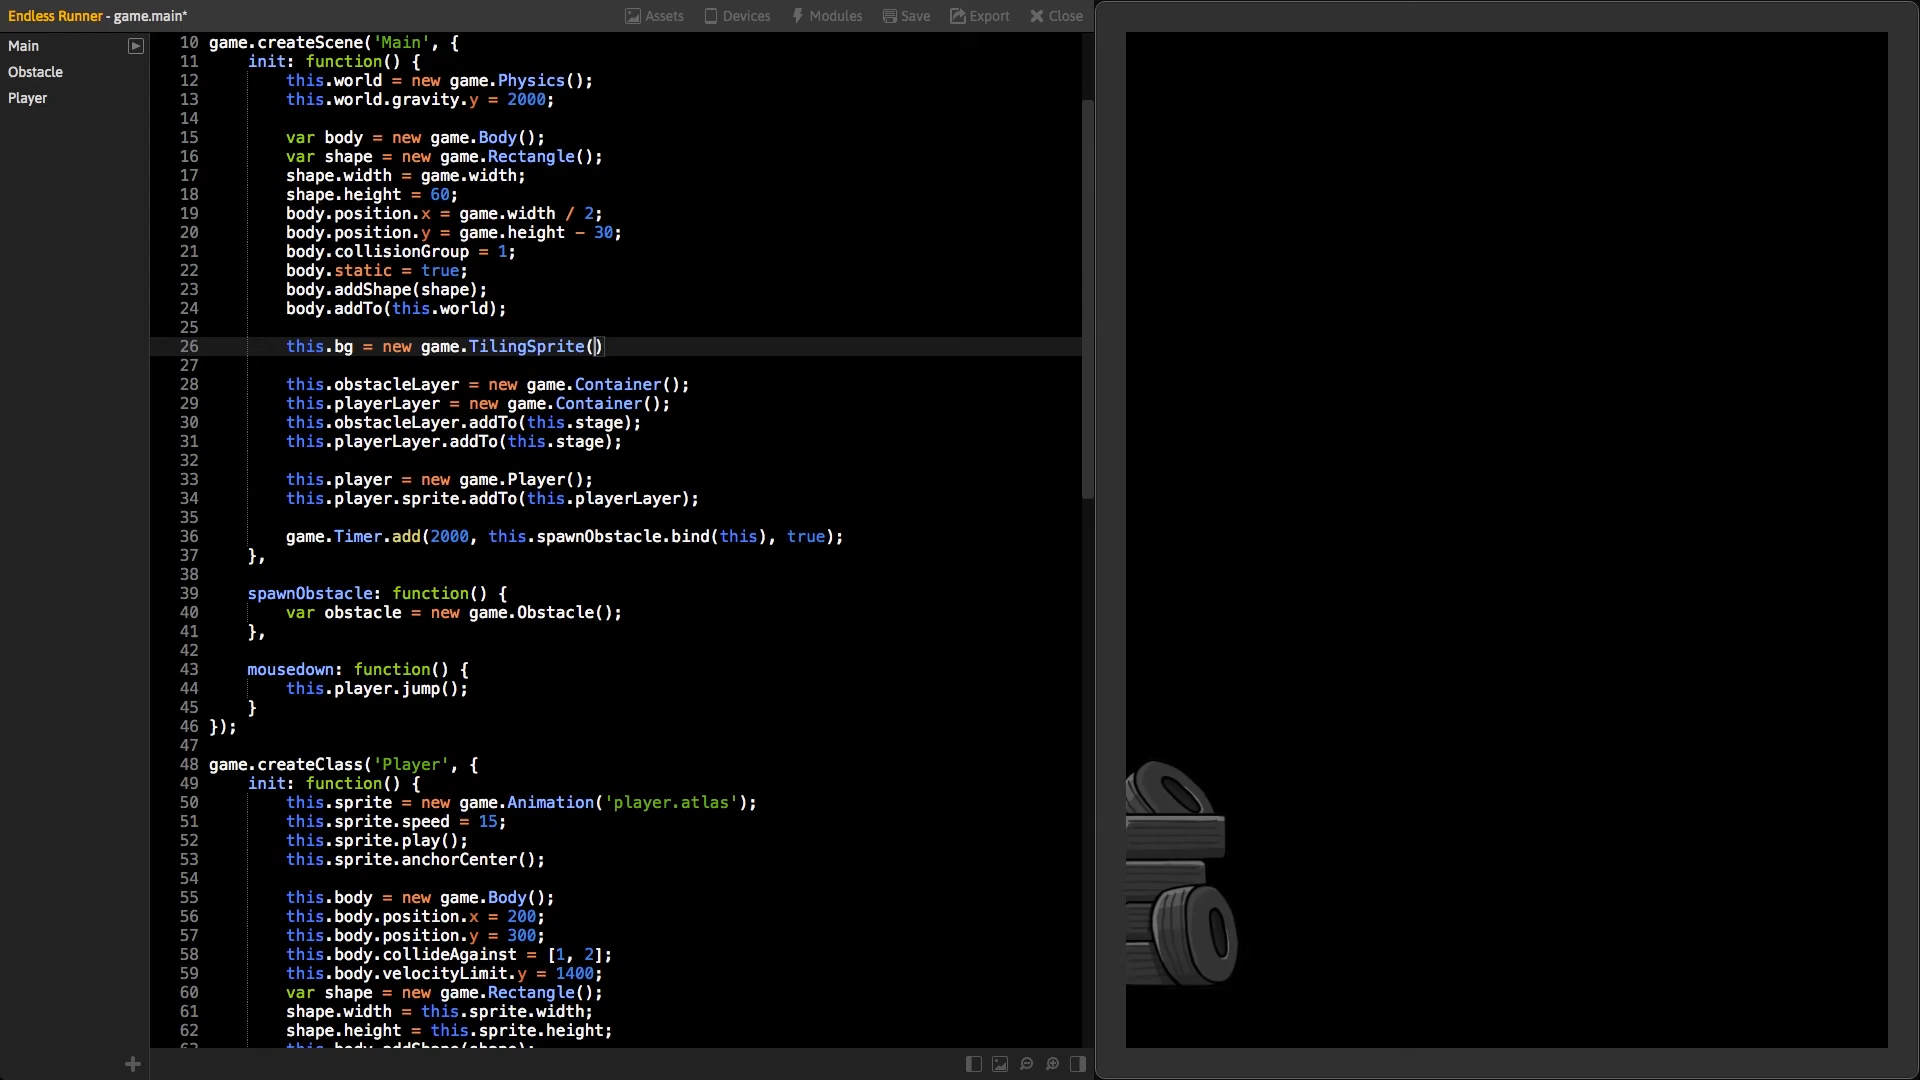 Endless Runner - game.main*
Assets
Devices
Modules
Save
Export
Close
Main
Obstacle
Player
10 game.createScene('Main', {
11 init: function() {
12 this.world = new game.Physics();
13 this.world.gravity.y = 2000;
14
15 var body = new game.Body();
16 var shape = new game.Rectangle();
17 shape.width = game.width;
18 shape.height = 60;
19 body.position.x = game.width / 2;
20 body.position.y = game.height - 30;
21 body.collisionGroup = 1;
22 body.static = true;
23 body.addShape(shape);
24 body.addTo(this.world);
25
26 this.bg = new game.TilingSprite()
27
28 this.obstacleLayer = new game.Container();
29 this.playerLayer = new game.Container();
30 this.obstacleLayer.addTo(this.stage);
31 this.playerLayer.addTo(this.stage);
32
33 this.player = new game.Player();
34 this.player.sprite.addTo(this.playerLayer);
35
36 game.Timer.add(2000, this.spawnObstacle.bind(this), true);
37 },
38
39 spawnObstacle: function() {
40 var obstacle = new game.Obstacle();
41 },
42
43 mousedown: function() {
44 this.player.jump();
45 }
46 });
47
48 game.createClass('Player', {
49 init: function() {
50 this.sprite = new game.Animation('player.atlas');
51 this.sprite.speed = 15;
52 this.sprite.play();
53 this.sprite.anchorCenter();
54
55 this.body = new game.Body();
56 this.body.position.x = 200;
57 this.body.position.y = 300;
58 this.body.collideAgainst = [1, 2];
59 this.body.velocityLimit.y = 1400;
60 var shape = new game.Rectangle();
61 shape.width = this.sprite.width;
62 shape.height = this.sprite.height;
63 this.body.addShape(shape);